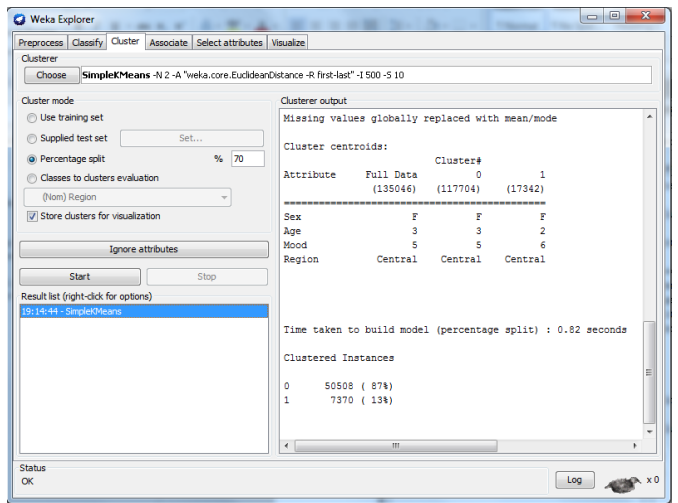 Weka Explorer
Preprocess Classify Cluster Associate Select attributes Visualize
Clusterer
Choose SimpleKMeans -N 2 -A "weka.core.EuclideanDistance -R first-last" -I 500 -S 10
Cluster mode
Use training set
Supplied test set Set...
Percentage split % 70
Classes to clusters evaluation
(Nom) Region
Store clusters for visualization
Ignore attributes
Start Stop
Result list (right-click for options)
19:14:44 - SimpleKMeans
Clusterer output
Missing values globally replaced with mean/mode
Cluster centroids:
Cluster#
Attribute Full Data 0 1
(135046) (117704) (17342)
==================================================
Sex F F F
Age 3 3 2
Mood 5 5 6
Region Central Central Central
Time taken to build model (percentage split) : 0.82 seconds
Clustered Instances
0 50508 ( 87%)
1 7370 ( 13%)
Status
OK
Log x 0